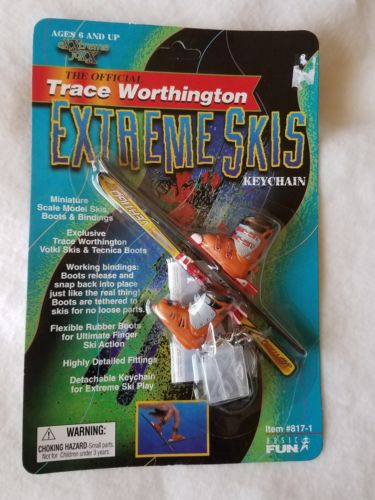 AGES 6 AND UP
eXXtreme
THE OFFICIAL
Trace Worthington
EXTREME SKIS
KEYCHAIN
Miniature
Scale Model Skis,
Boots & Bindings
Exclusive
Trace Worthington
Volkl Skis & Tecnica Boots
Working bindings:
Boots release and
snap back into place
just like the real thing!
Boots are tethered to
skis for no loose parts.
Flexible Rubber Boots
for Ultimate Finger
Ski Action
Highly Detailed Fittings
Detachable Keychain
for Extreme Ski Play
WARNING:
CHOKING HAZARD-Small parts.
Not for Children under 3 years.
Item #817-1
BASIC
FUN